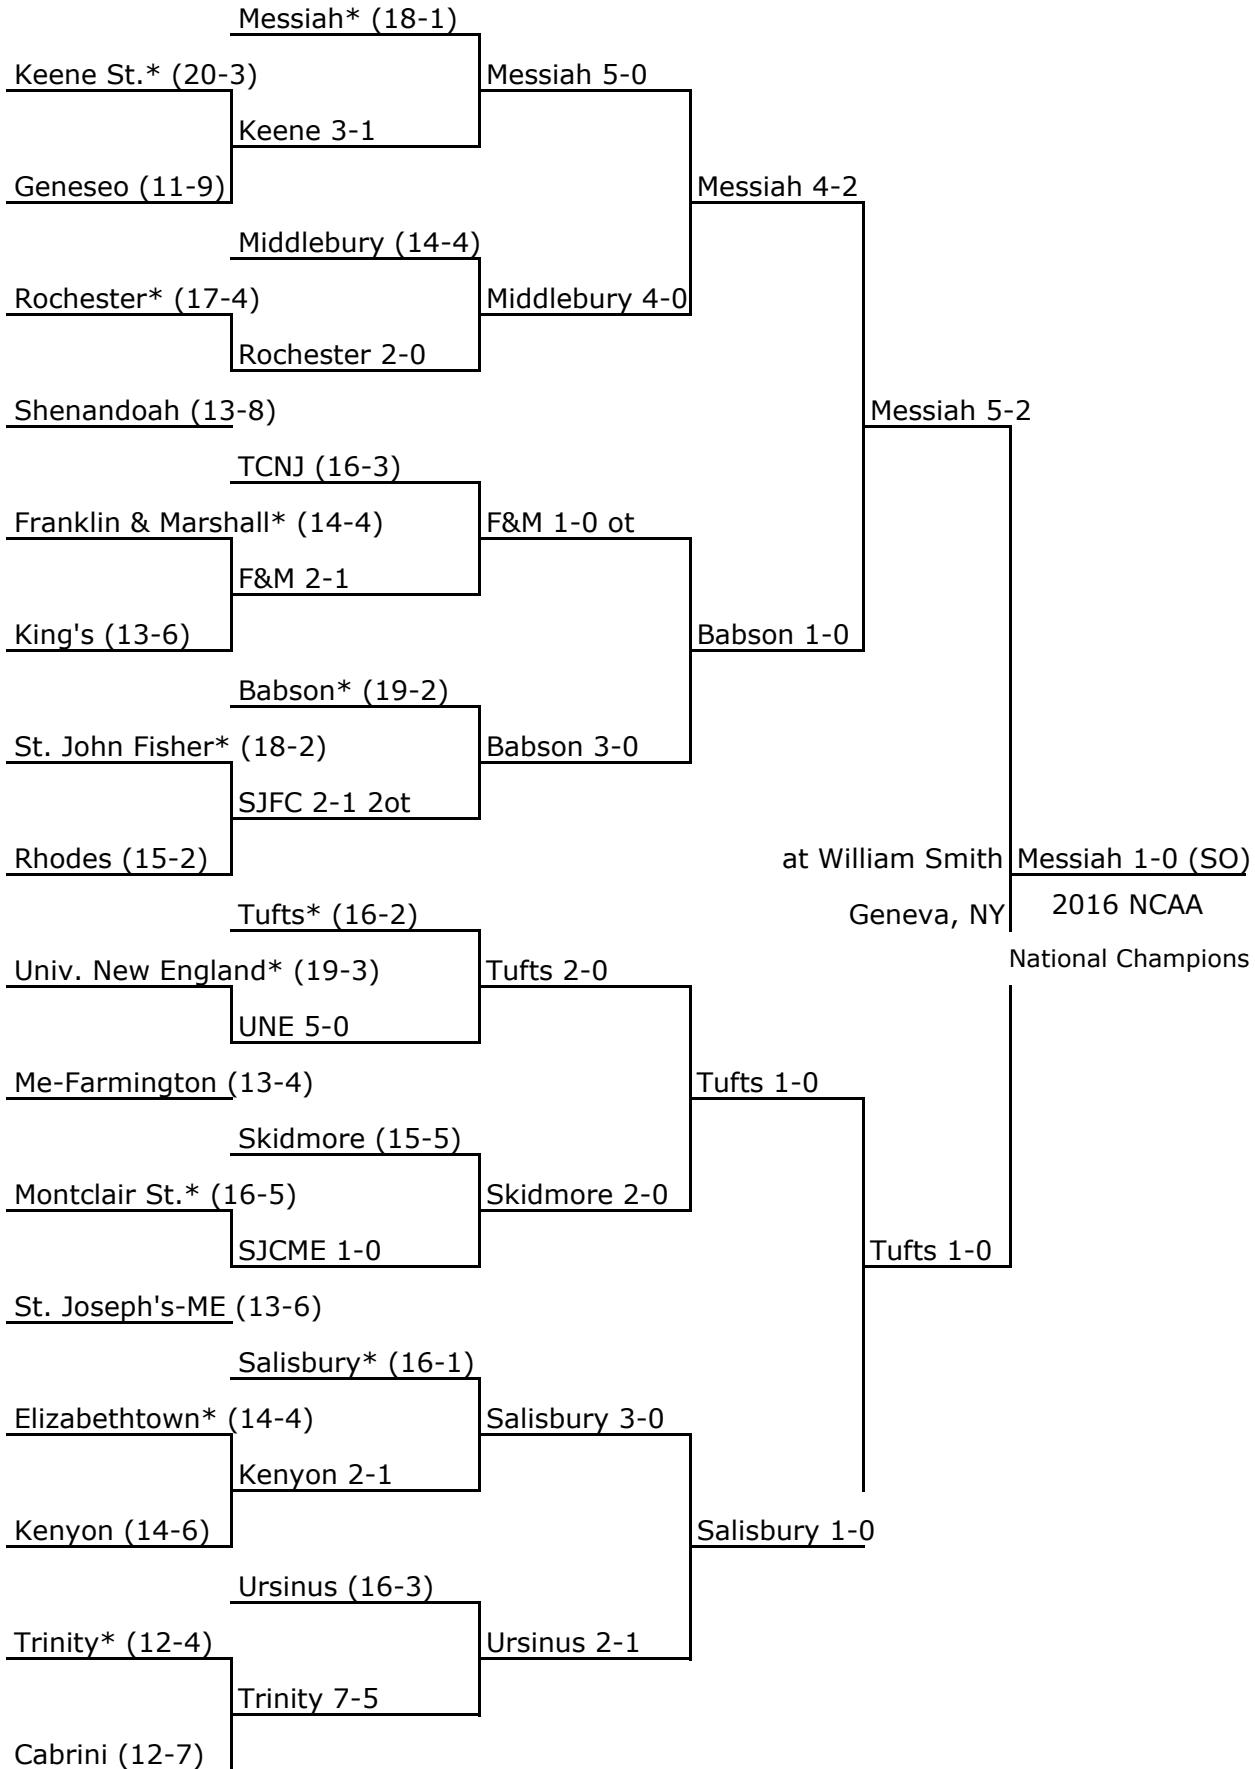 Messiah* (18-1)
Keene St.* (20-3)
Messiah 5-0
Keene 3-1
Geneseo (11-9)
Messiah 4-2
Middlebury (14-4)
Rochester* (17-4)
Middlebury 4-0
Rochester 2-0
Shenandoah (13-8)
Messiah 5-2
TCNJ (16-3)
Franklin & Marshall* (14-4)
F&M 1-0 ot
F&M 2-1
King's (13-6)
Babson 1-0
Babson* (19-2)
St. John Fisher* (18-2)
Babson 3-0
SJFC 2-1 2ot
Rhodes (15-2)
at William Smith
Messiah 1-0 (SO)
Tufts* (16-2)
Geneva, NY
2016 NCAA
National Champions
Univ. New England* (19-3)
Tufts 2-0
UNE 5-0
Me-Farmington (13-4)
Tufts 1-0
Skidmore (15-5)
Montclair St.* (16-5)
Skidmore 2-0
SJCME 1-0
Tufts 1-0
St. Joseph's-ME (13-6)
Salisbury* (16-1)
Elizabethtown* (14-4)
Salisbury 3-0
Kenyon 2-1
Kenyon (14-6)
Salisbury 1-0
Ursinus (16-3)
Trinity* (12-4)
Ursinus 2-1
Trinity 7-5
Cabrini (12-7)